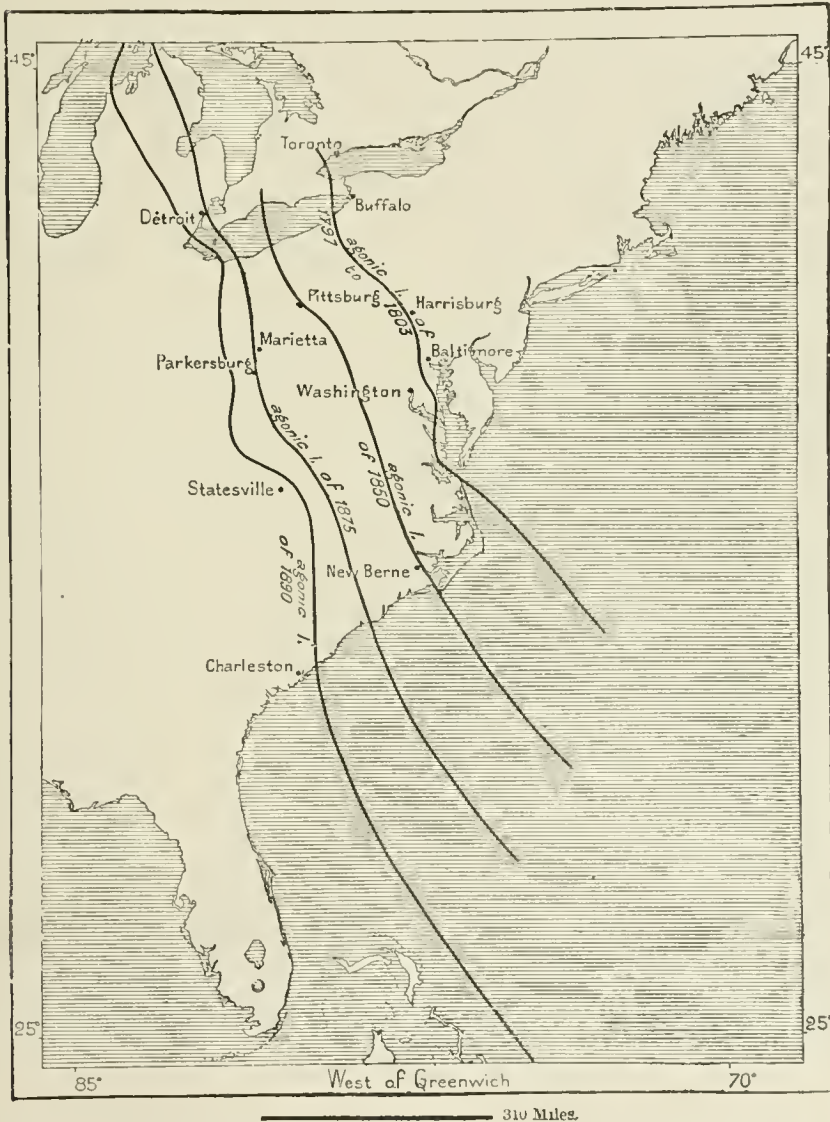 45°
45°
Toronto
Buffalo
Détroit
1797
agonic l. of
to
1803
Pittsburg
Harrisburg
Marietta
Baltimore
Parkersburg
Washington
agonic l. of 1875
agonic l.
of 1850
Statesville
agonic l.
of 1890
New Berne
Charleston
25°
25°
85°
West of Greenwich
70°
310 Miles.